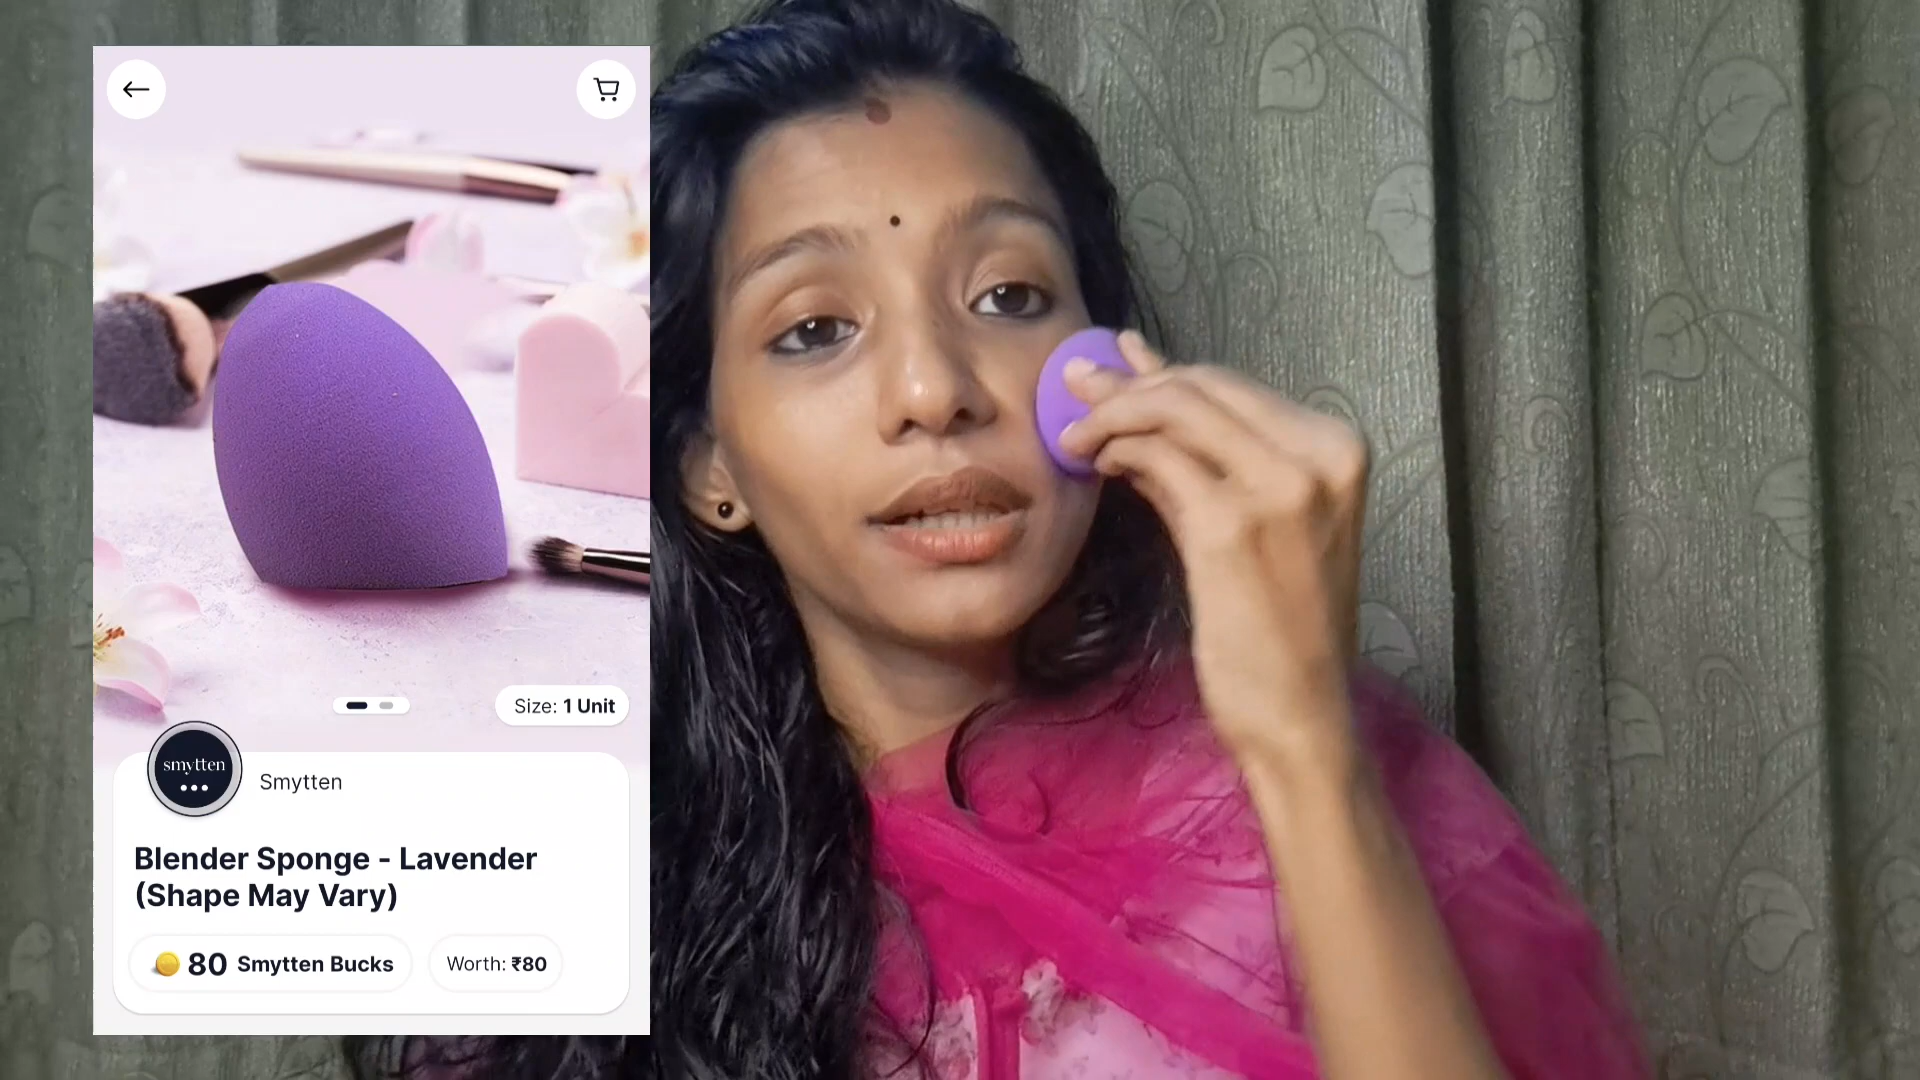 Size: 1 Unit
smytten
Smytten
Blender Sponge - Lavender
(Shape May Vary)
80 Smytten Bucks
Worth: ₹80